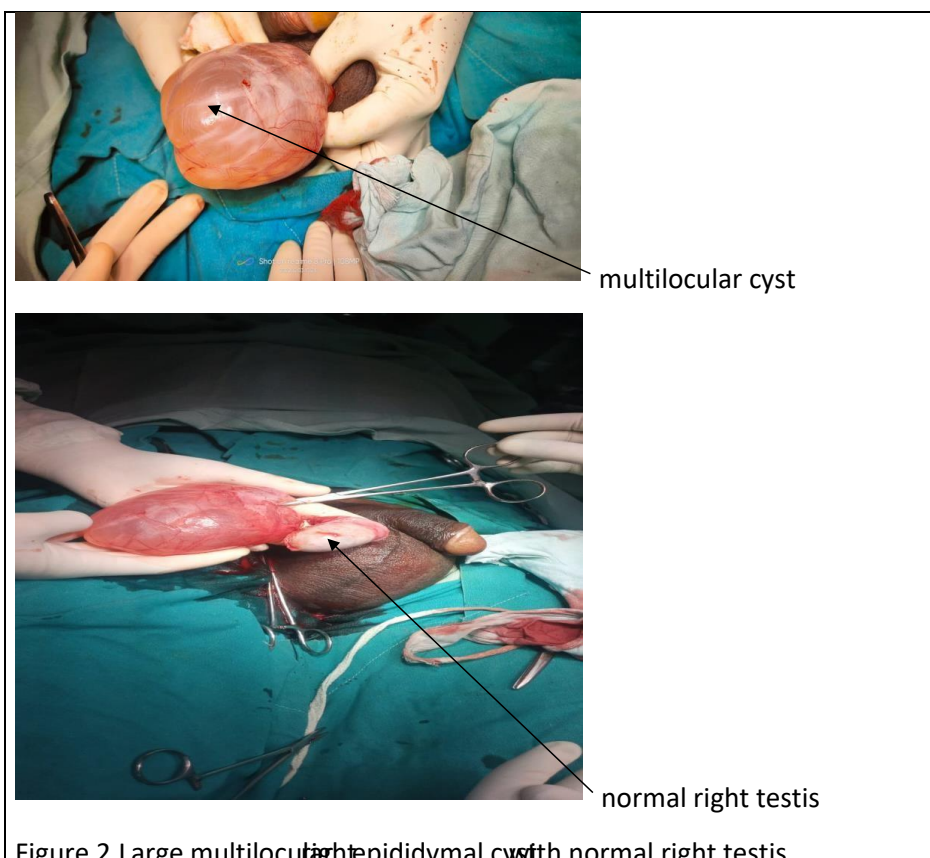 multilocular cyst
normal right testis
Figure 2 Large multilocular right epididymal cyst with normal right testis